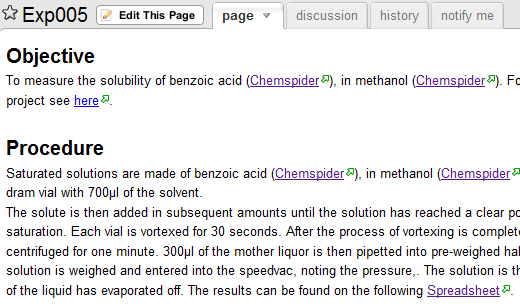 Exp005 Edit This Page page discussion history notify me
Objective
To measure the solubility of benzoic acid (Chemspider), in methanol (Chemspider). Fo
project see here.
Procedure
Saturated solutions are made of benzoic acid (Chemspider), in methanol (Chemspider
dram vial with 700µl of the solvent.
The solute is then added in subsequent amounts until the solution has reached a clear po
saturation. Each vial is vortexed for 30 seconds. After the process of vortexing is complet
centrifuged for one minute. 300µl of the mother liquor is then pipetted into pre-weighed hal
solution is weighed and entered into the speedvac, noting the pressure,. The solution is th
of the liquid has evaporated off. The results can be found on the following Spreadsheet.